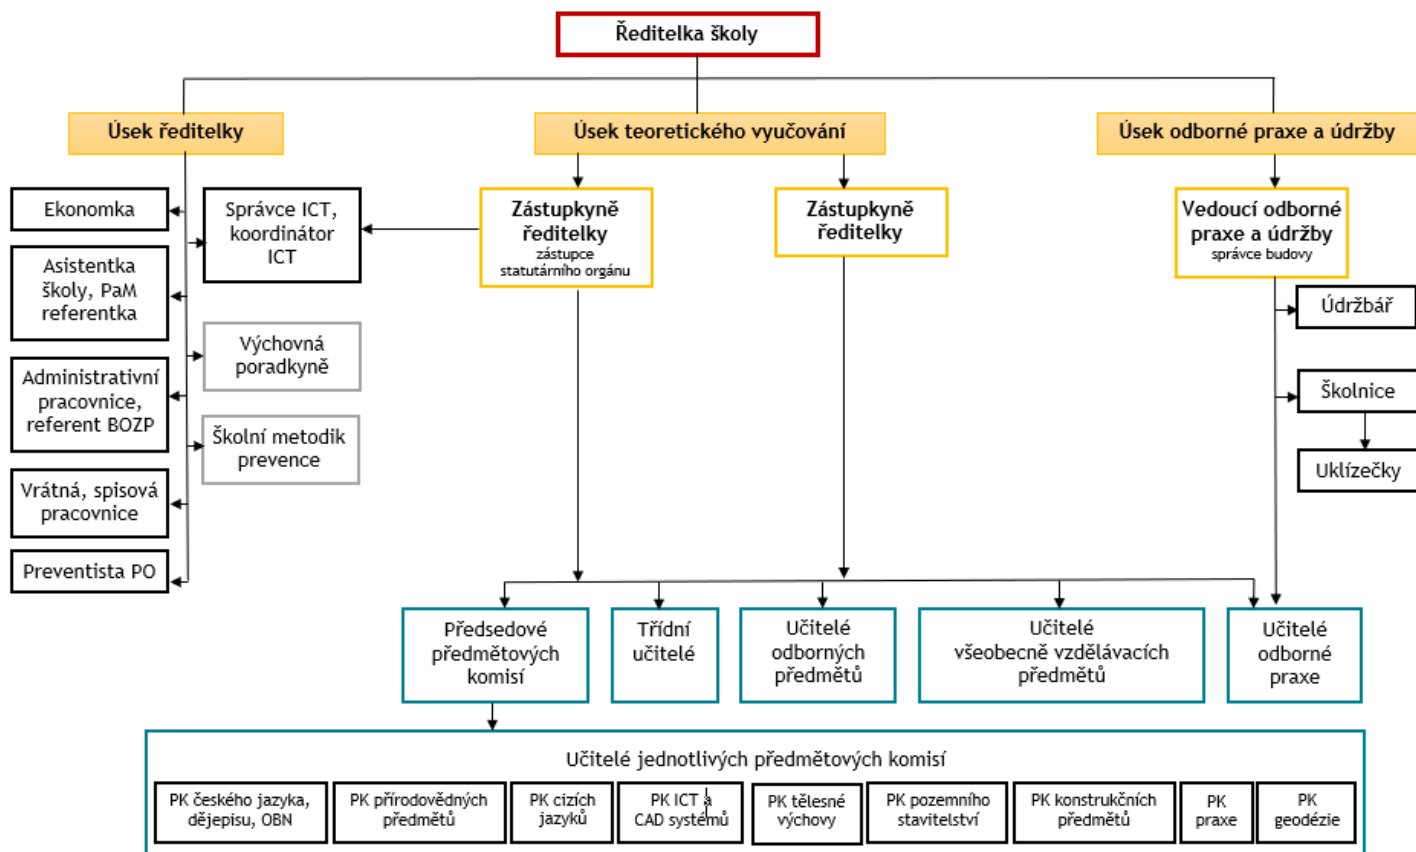 Ředitelka školy
Úsek ředitelky
Úsek teoretického vyučování
Úsek odborné praxe a údržby
Ekonomka
Asistentka
školy, PaM
referentka
Administrativní
pracovnice,
referent BOZP
Vrátná, spisová
pracovnice
Preventista PO
Správce ICT,
koordinátor
ICT
Výchovná
poradkyně
Školní metodik
prevence
Zástupkyně
ředitelky
zástupce
statutárního orgánu
Zástupkyně
ředitelky
Vedoucí odborné
praxe a údržby
správce budovy
Údržbář
Školnice
Uklízečky
Předsedové
předmětových
komisí
Třídní
učitelé
Učitelé
odborných
předmětů
Učitelé
všeobecně vzdělávacích
předmětů
Učitelé
odborné
praxe
Učitelé jednotlivých předmětových komisí
PK českého jazyka,
dějepisu, OBN
PK přírodovědných
předmětů
PK cizích
jazyků
PK ICT a
CAD systémů
PK tělesné
výchovy
PK pozemního
stavitelství
PK konstrukčních
předmětů
PK
praxe
PK
geodézie